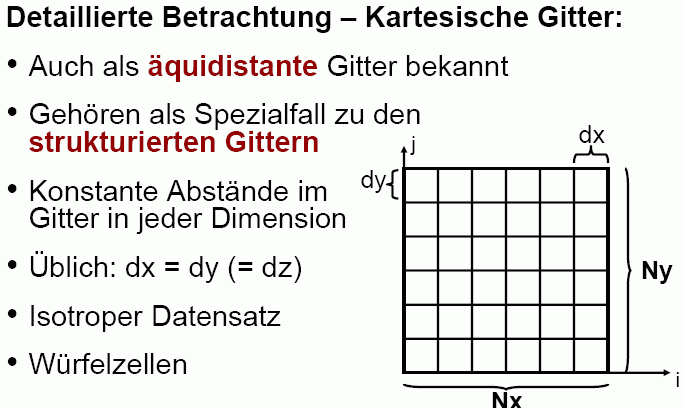 Detaillierte Betrachtung – Kartesische Gitter:
• Auch als äquidistante Gitter bekannt
• Gehören als Spezialfall zu den
strukturierten Gittern
• Konstante Abstände im
Gitter in jeder Dimension
• Üblich: dx = dy (= dz)
• Isotroper Datensatz
• Würfelzellen
j
dx
dy
Ny
i
Nx